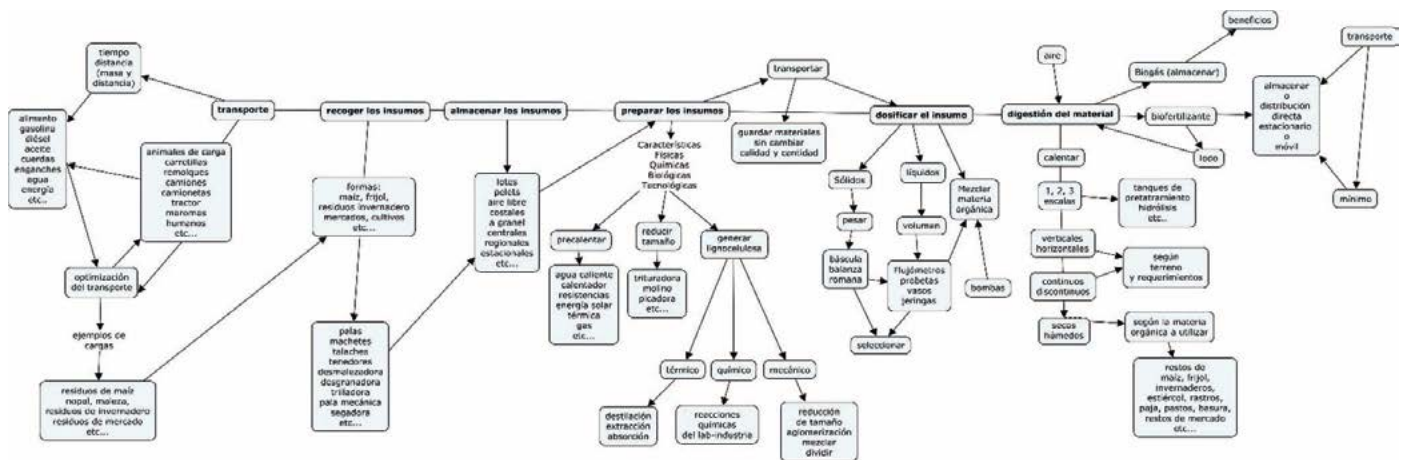 tiempo
distancia
(masa y
distancia)
alimento
gasolina
diésel
aceite
cuerdas
enganches
agua
energía
etc...
transporte
animales de carga
carretillas
remolques
camiones
camionetas
tractor
maromas
humanos
etc...
optimización
del transporte
ejemplos de
cargas
residuos de maíz
nopal, maleza,
residuos de invernadero
residuos de mercado
etc...
recoger los insumos
formas:
maíz, frijol,
residuos invernadero
mercados, cultivos
etc...
palas
machetes
talaches
tenedores
desmalezadora
desgranadora
trilladora
pala mecánica
segadora
etc...
almacenar los insumos
lotes
pelets
aire libre
costales
a granel
centrales
regionales
estacionales
etc...
preparar los insumos
Características
Físicas
Químicas
Biológicas
Tecnológicas
precalentar
agua caliente
calentador
resistencias
energía solar
térmica
gas
etc...
reducir
tamaño
trituradora
molino
picadora
etc...
generar
lignocelulosa
térmico
destilación
extracción
absorción
químico
reacciones
químicas
del lab-industria
mecánico
reducción
de tamaño
aglomerización
mezclar
dividir
transportar
guardar materiales
sin cambiar
calidad y cantidad
dosificar el insumo
Sólidos
pesar
báscula
balanza
romana
líquidos
volumen
Flujómetros
probetas
vasos
jeringas
seleccionar
Mezclar
materia
orgánica
bombas
aire
digestión del material
Biogás (almacenar)
beneficios
biofertilizante
lodo
calentar
1, 2, 3
escalas
tanques de
pretatramiento
hidrólisis
etc..
verticales
horizontales
continuos
discontinuos
según
terreno
y requerimientos
secos
húmedos
según la materia
orgánica a utilizar
restos de
maíz, frijol,
invernaderos,
estiércol, rastros,
paja, pastos, basura,
restos de mercado
etc...
transporte
almacenar
o
distribución
directa
estacionario
o
móvil
mínimo